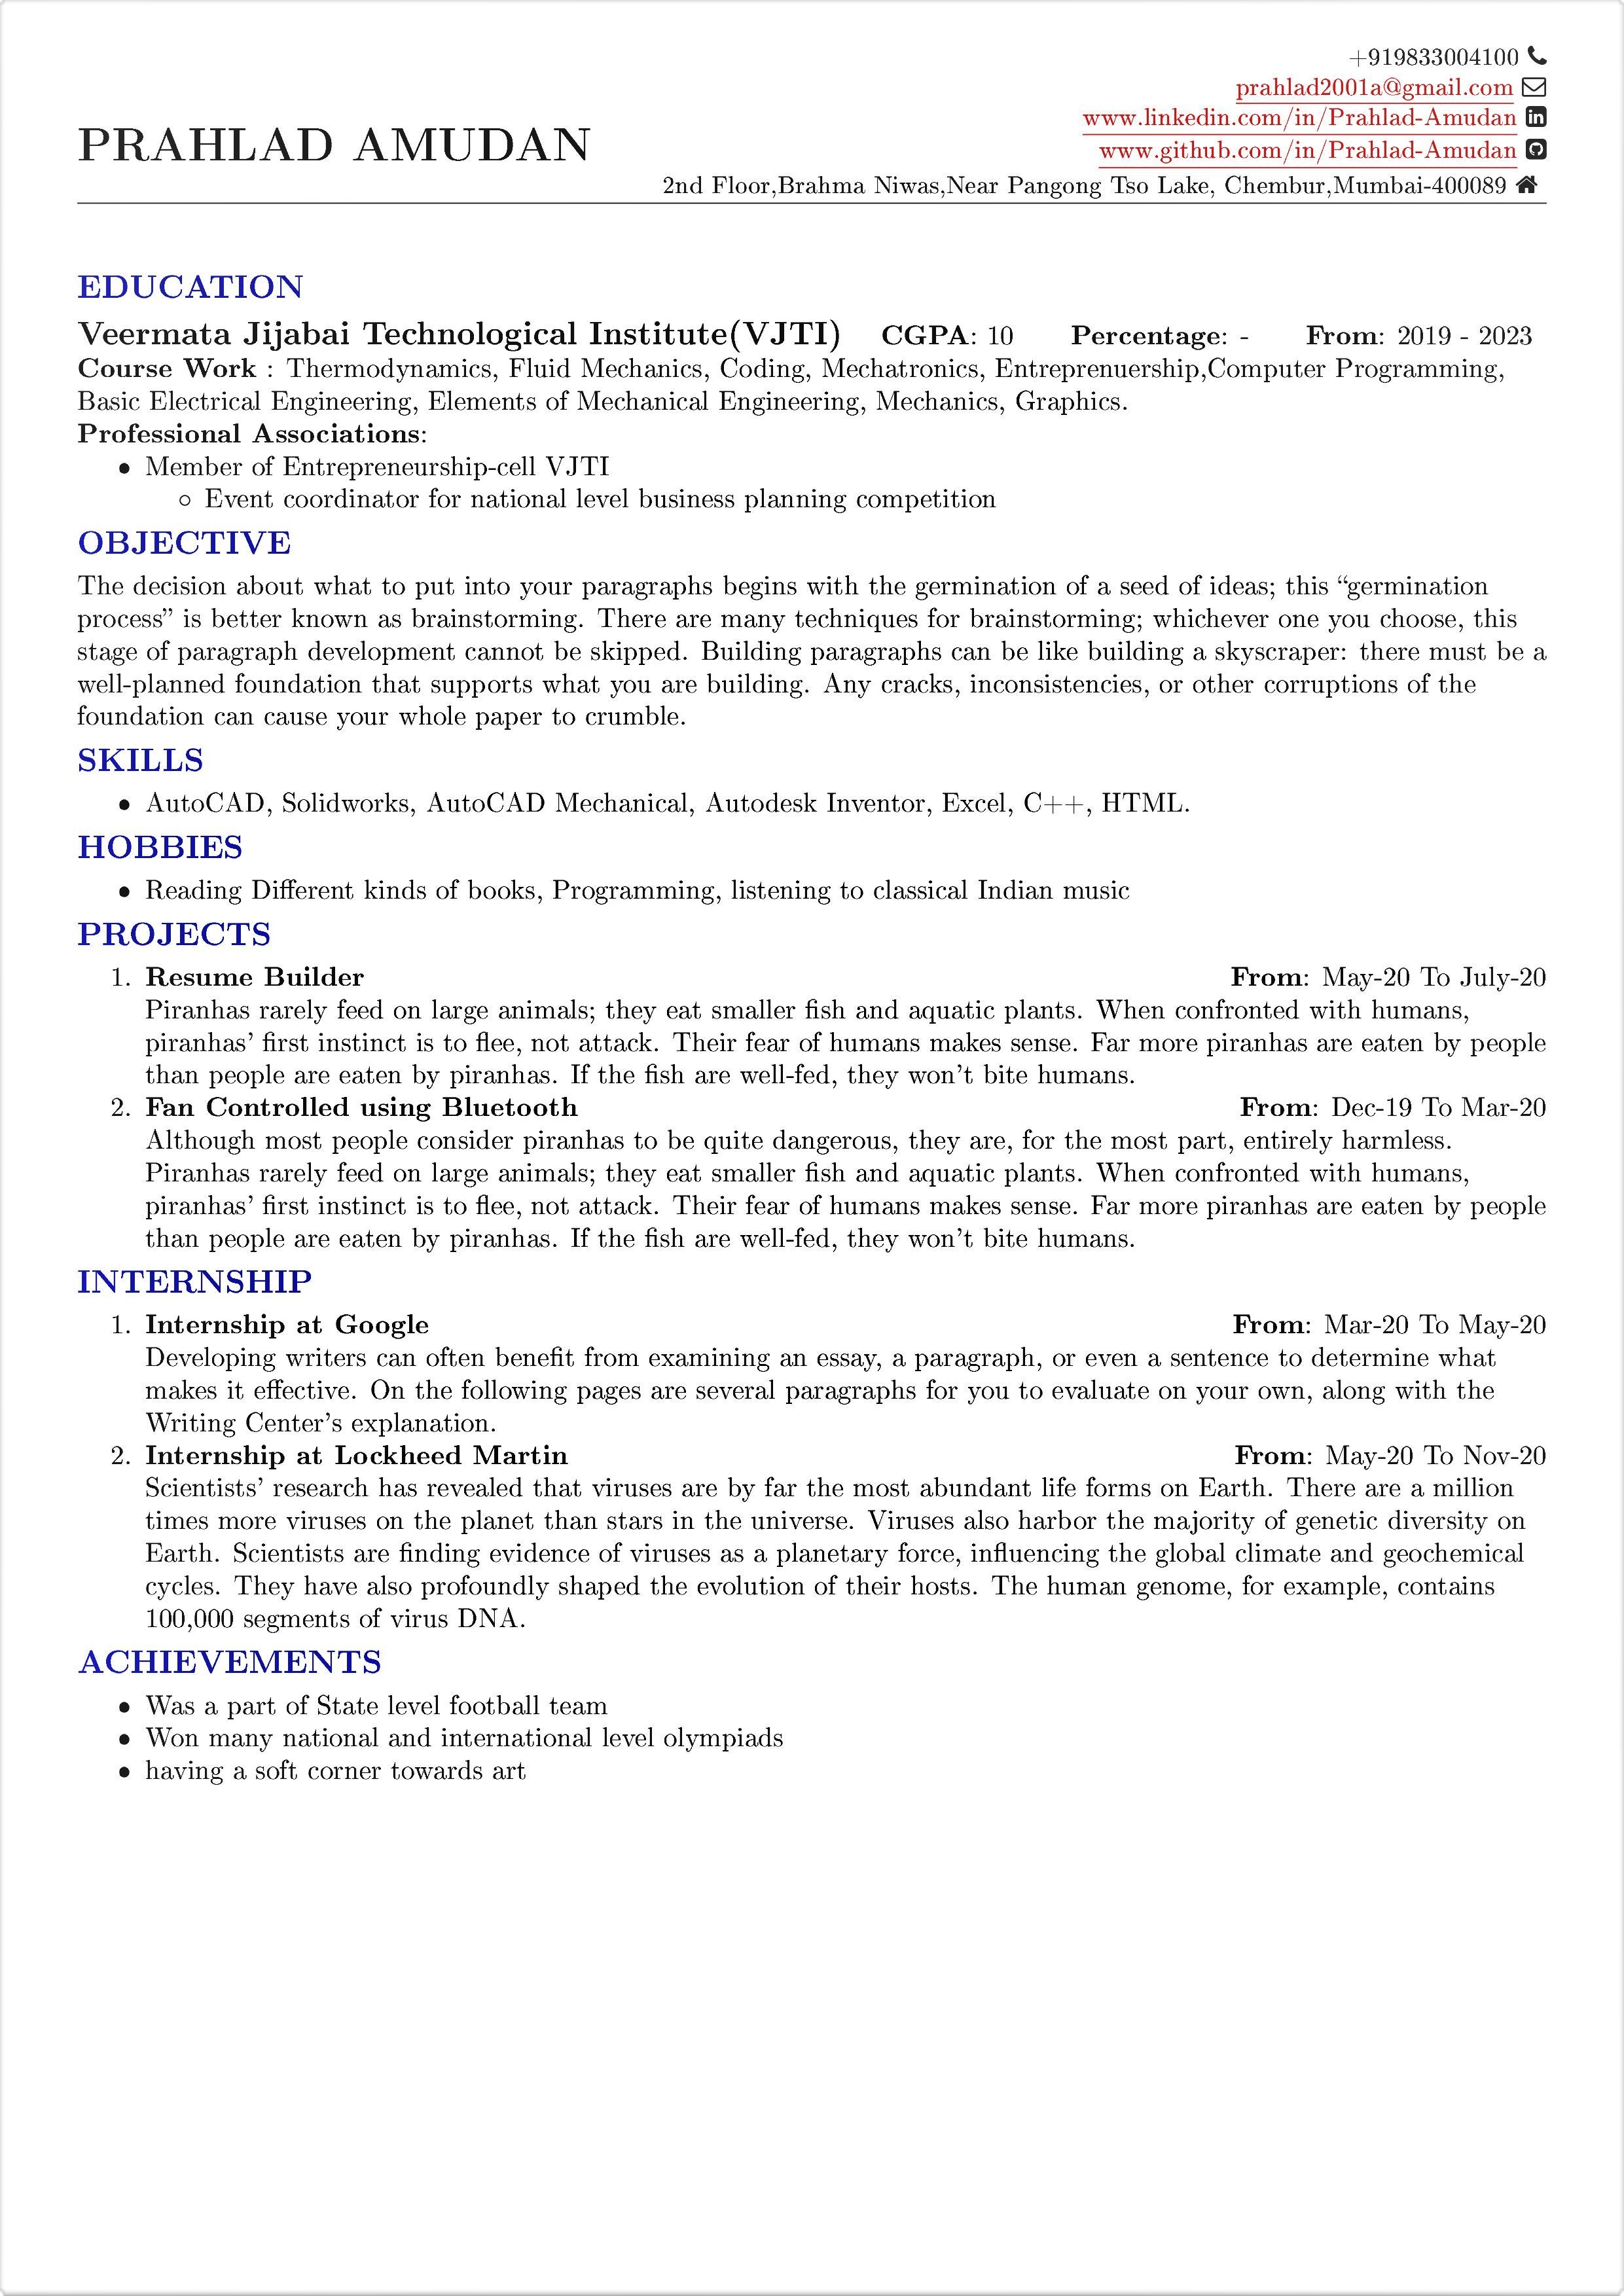 +919833004100
prahlad2001a@gmail.com
www.linkedin.com/in/Prahlad-Amudan
PRAHLAD AMUDAN
www.github.com/in/Prahlad-Amudan
2nd Floor,Brahma Niwas,Near Pangong Tso Lake, Chembur,Mumbai-400089
EDUCATION
Veermata Jijabai Technological Institute(VJTI) CGPA: 10 Percentage: - From: 2019 - 2023
Course Work : Thermodynamics, Fluid Mechanics, Coding, Mechatronics, Entreprenuership,Computer Programming,
Basic Electrical Engineering, Elements of Mechanical Engineering, Mechanics, Graphics.
Professional Associations:
• Member of Entrepreneurship-cell VJTI
◦ Event coordinator for national level business planning competition
OBJECTIVE
The decision about what to put into your paragraphs begins with the germination of a seed of ideas; this “germination
process” is better known as brainstorming. There are many techniques for brainstorming; whichever one you choose, this
stage of paragraph development cannot be skipped. Building paragraphs can be like building a skyscraper: there must be a
well-planned foundation that supports what you are building. Any cracks, inconsistencies, or other corruptions of the
foundation can cause your whole paper to crumble.
SKILLS
• AutoCAD, Solidworks, AutoCAD Mechanical, Autodesk Inventor, Excel, C++, HTML.
HOBBIES
• Reading Different kinds of books, Programming, listening to classical Indian music
PROJECTS
1. Resume Builder From: May-20 To July-20
Piranhas rarely feed on large animals; they eat smaller fish and aquatic plants. When confronted with humans,
piranhas’ first instinct is to flee, not attack. Their fear of humans makes sense. Far more piranhas are eaten by people
than people are eaten by piranhas. If the fish are well-fed, they won’t bite humans.
2. Fan Controlled using Bluetooth From: Dec-19 To Mar-20
Although most people consider piranhas to be quite dangerous, they are, for the most part, entirely harmless.
Piranhas rarely feed on large animals; they eat smaller fish and aquatic plants. When confronted with humans,
piranhas’ first instinct is to flee, not attack. Their fear of humans makes sense. Far more piranhas are eaten by people
than people are eaten by piranhas. If the fish are well-fed, they won’t bite humans.
INTERNSHIP
1. Internship at Google From: Mar-20 To May-20
Developing writers can often benefit from examining an essay, a paragraph, or even a sentence to determine what
makes it effective. On the following pages are several paragraphs for you to evaluate on your own, along with the
Writing Center’s explanation.
2. Internship at Lockheed Martin From: May-20 To Nov-20
Scientists’ research has revealed that viruses are by far the most abundant life forms on Earth. There are a million
times more viruses on the planet than stars in the universe. Viruses also harbor the majority of genetic diversity on
Earth. Scientists are finding evidence of viruses as a planetary force, influencing the global climate and geochemical
cycles. They have also profoundly shaped the evolution of their hosts. The human genome, for example, contains
100,000 segments of virus DNA.
ACHIEVEMENTS
• Was a part of State level football team
• Won many national and international level olympiads
• having a soft corner towards art